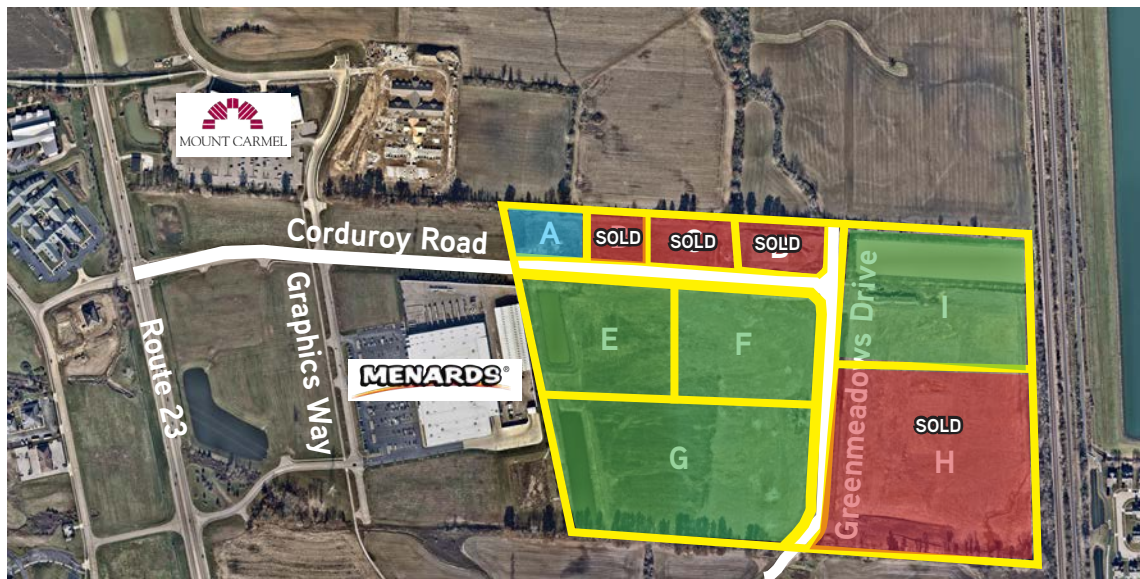 MOUNT CARMEL
Corduroy Road
A
SOLD
SOLD
SOLD
D
Graphics Way
Route 23
MENARDS®
E
F
Greenmeadows Drive
I
G
SOLD
H